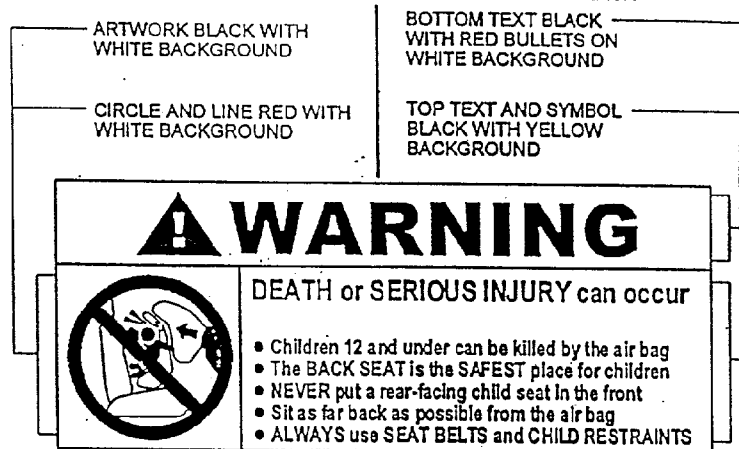 ARTWORK BLACK WITH
WHITE BACKGROUND
CIRCLE AND LINE RED WITH
WHITE BACKGROUND
BOTTOM TEXT BLACK
WITH RED BULLETS ON
WHITE BACKGROUND
TOP TEXT AND SYMBOL
BLACK WITH YELLOW
BACKGROUND
! WARNING
DEATH or SERIOUS INJURY can occur
• Children 12 and under can be killed by the air bag
• The BACK SEAT is the SAFEST place for children
• NEVER put a rear-facing child seat in the front
• Sit as far back as possible from the air bag
• ALWAYS use SEAT BELTS and CHILD RESTRAINTS